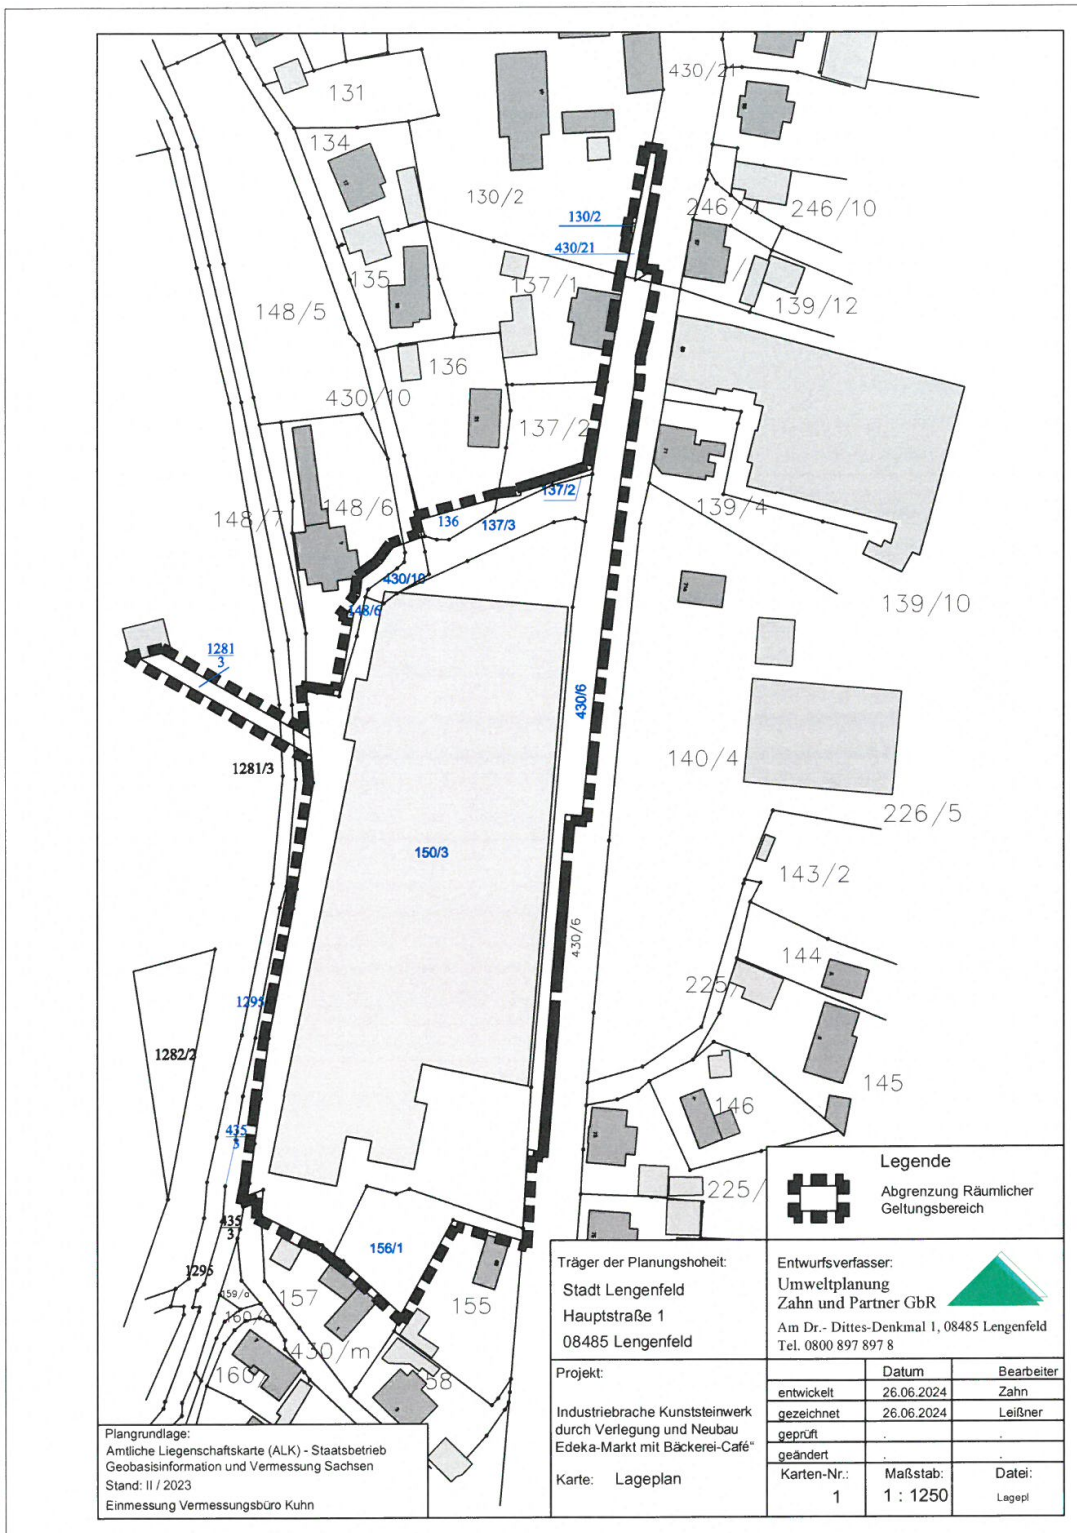 131
430/21
134
130/2
130/2
246/4
246/10
430/21
135
137/1
139/12
148/5
136
430/10
137/2
148/7
148/6
137/2
136
137/3
139/4
430/10
148/6
139/10
1281
3
430/6
1281/3
140/4
226/5
150/3
143/2
430/6
144
225/
1295
1282/2
145
146
435
3
225/
435
3
156/1
1295
157
155
159/a
160/
430/m
160/
58
Legende
Abgrenzung Räumlicher
Geltungsbereich
Träger der Planungshoheit:
Stadt Lengenfeld
Hauptstraße 1
08485 Lengenfeld
Entwurfsverfasser:
Umweltplanung
Zahn und Partner GbR
Am Dr.- Dittes-Denkmal 1, 08485 Lengenfeld
Tel. 0800 897 897 8
Projekt:
Industriebrache Kunststeinwerk
durch Verlegung und Neubau
Edeka-Markt mit Bäckerei-Café"
Karte: Lageplan
Datum Bearbeiter
entwickelt 26.06.2024 Zahn
gezeichnet 26.06.2024 Leißner
geprüft . .
geändert . .
Karten-Nr.: Maßstab: Datei:
1 1 : 1250 Lagepl
Plangrundlage:
Amtliche Liegenschaftskarte (ALK) - Staatsbetrieb
Geobasisinformation und Vermessung Sachsen
Stand: II / 2023
Einmessung Vermessungsbüro Kuhn